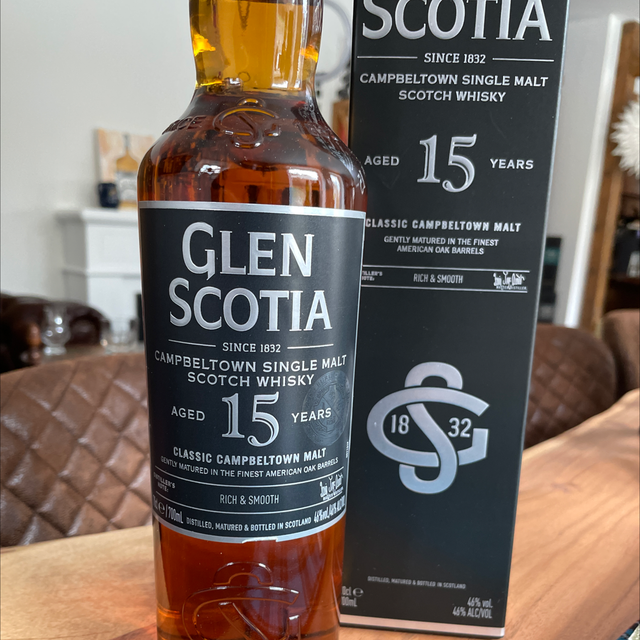 GLEN
SCOTIA
SINCE 1832
CAMPBELTOWN SINGLE MALT
SCOTCH WHISKY
AGED 15 YEARS
CLASSIC CAMPBELTOWN MALT
GENTLY MATURED IN THE FINEST AMERICAN OAK BARRELS
RICH & SMOOTH
700ml DISTILLED, MATURED & BOTTLED IN SCOTLAND 46%vol
SCOTIA
SINCE 1832
CAMPBELTOWN SINGLE MALT
SCOTCH WHISKY
AGED 15 YEARS
CLASSIC CAMPBELTOWN MALT
GENTLY MATURED IN THE FINEST
AMERICAN OAK BARRELS
RICH & SMOOTH
18 32
DISTILLED, MATURED & BOTTLED IN SCOTLAND
46% vol.
46% ALC/VOL